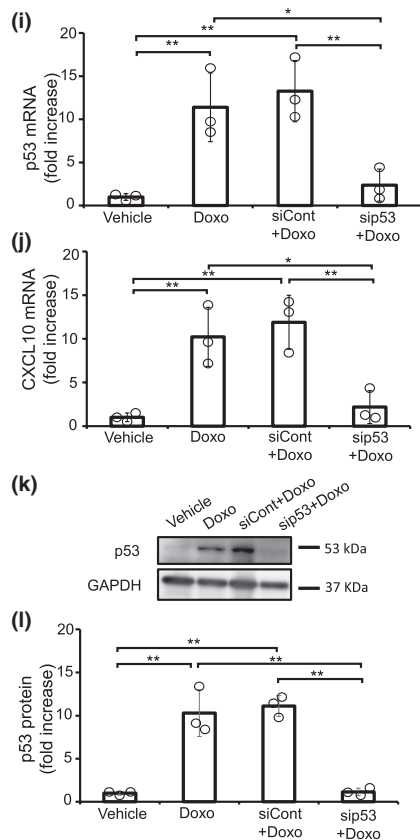 (i)
p53 mRNA
(fold increase)
20
15
10
5
0
*
**
**
**
Vehicle
Doxo
siCont
+Doxo
sip53
+Doxo
(j)
CXCL10 mRNA
(fold increase)
20
15
10
5
0
*
**
**
**
Vehicle
Doxo
siCont
+Doxo
sip53
+Doxo
(k)
Vehicle
Doxo
siCont+Doxo
sip53+Doxo
p53
53 kDa
GAPDH
37 KDa
(l)
p53 protein
(fold increase)
20
15
10
5
0
**
**
**
**
Vehicle
Doxo
siCont
+Doxo
sip53
+Doxo